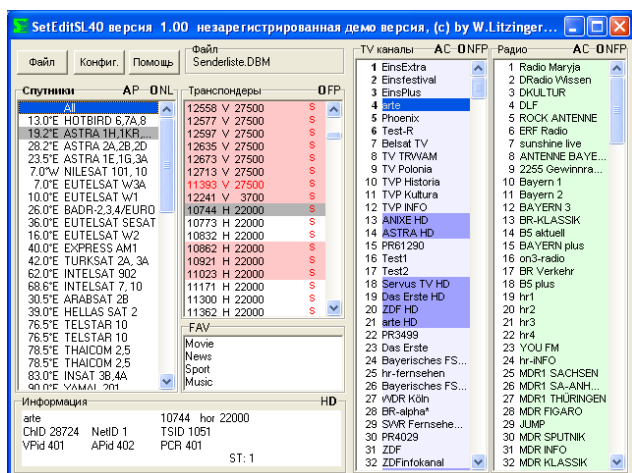 SetEditSL40 версия 1.00 незарегистрированная демо версия, (c) by W.Litzinger...
Файл
Конфиг.
Помощь
Файл
Senderliste.DBM
Спутники AP ONL
All
13.0°E HOTBIRD 6,7A,8
19.2°E ASTRA 1H,1KR,...
28.2°E ASTRA 2A,2B,2D
23.5°E ASTRA 1E,1G,3A
7.0°W NILESAT 101, 10
7.0°E EUTELSAT W3A
10.0°E EUTELSAT W1
26.0°E BADR-2,3,4/EURO
36.0°E EUTELSAT SESAT
16.0°E EUTELSAT W2
40.0°E EXPRESS AM1
42.0°E TURKSAT 2A, 3A
62.0°E INTELSAT 902
68.6°E INTELSAT 7, 10
30.5°E ARABSAT 2B
39.0°E HELLAS SAT 2
76.5°E TELSTAR 10
76.5°E TELSTAR 10
78.5°E THAICOM 2,5
78.5°E THAICOM 2,5
83.0°E INSAT 3B,4A
90.0°E YAMAL 201
Транспондеры OFP
12558 V 27500 S
12577 V 27500 S
12597 V 27500 S
12635 V 27500 S
12673 V 27500 S
12713 V 27500 S
11393 V 27500 S
12241 V 3700
10744 H 22000 S
10773 H 22000 S
10832 H 22000 S
10862 H 22000 S
10921 H 22000 S
11023 H 22000 S
11171 H 22000 S
11300 H 22000 S
11362 H 22000 S
FAV
Movie
News
Sport
Music
Информация HD
arte 10744 hor 22000
ChID 28724 NetID 1 TSID 1051
VPid 401 APid 402 PCR 401
ST: 1
TV каналы AC ONFP
1 EinsExtra
2 Einsfestival
3 EinsPlus
4 arte
5 Phoenix
6 Test-R
7 Belsat TV
8 TV TRWAM
9 TV Polonia
10 TVP Historia
11 TVP Kultura
12 TVP INFO
13 ANIXE HD
14 ASTRA HD
15 PR61290
16 Test1
17 Test2
18 Servus TV HD
19 Das Erste HD
20 ZDF HD
21 arte HD
22 PR3499
23 Das Erste
24 Bayerisches FS...
25 hr-fernsehen
26 Bayerisches FS...
27 WDR Köln
28 BR-alpha*
29 SWR Fernsehe...
30 PR4029
31 ZDF
32 ZDFinfokanal
Радио AC ONFP
1 Radio Maryja
2 DRadio Wissen
3 DKULTUR
4 DLF
5 ROCK ANTENNE
6 ERF Radio
7 sunshine live
8 ANTENNE BAYE...
9 2255 Gewinnra...
10 Bayern 1
11 Bayern 2
12 BAYERN 3
13 BR-KLASSIK
14 B5 aktuell
15 BAYERN plus
16 on3-radio
17 BR Verkehr
18 B5 plus
19 hr1
20 hr2
21 hr3
22 hr4
23 YOU FM
24 hr-iNFO
25 MDR1 SACHSEN
26 MDR1 SA-ANH...
27 MDR1 THÜRINGEN
28 MDR FIGARO
29 JUMP
30 MDR SPUTNIK
31 MDR INFO
32 MDR KLASSIK